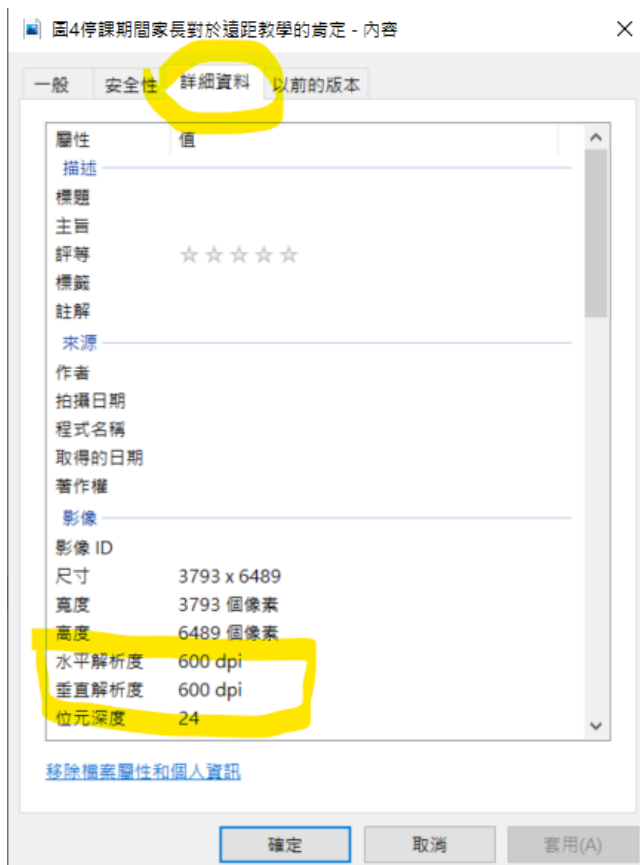 圖4停課期間家長對於遠距教學的肯定 - 內容
一般 安全性 詳細資料 以前的版本
屬性 值
描述
標題
主旨
評等
標籤
註解
來源
作者
拍攝日期
程式名稱
取得的日期
著作權
影像
影像 ID
尺寸 3793 x 6489
寬度 3793 個像素
高度 6489 個像素
水平解析度 600 dpi
垂直解析度 600 dpi
位元深度 24
移除檔案屬性和個人資訊
確定 取消 套用(A)